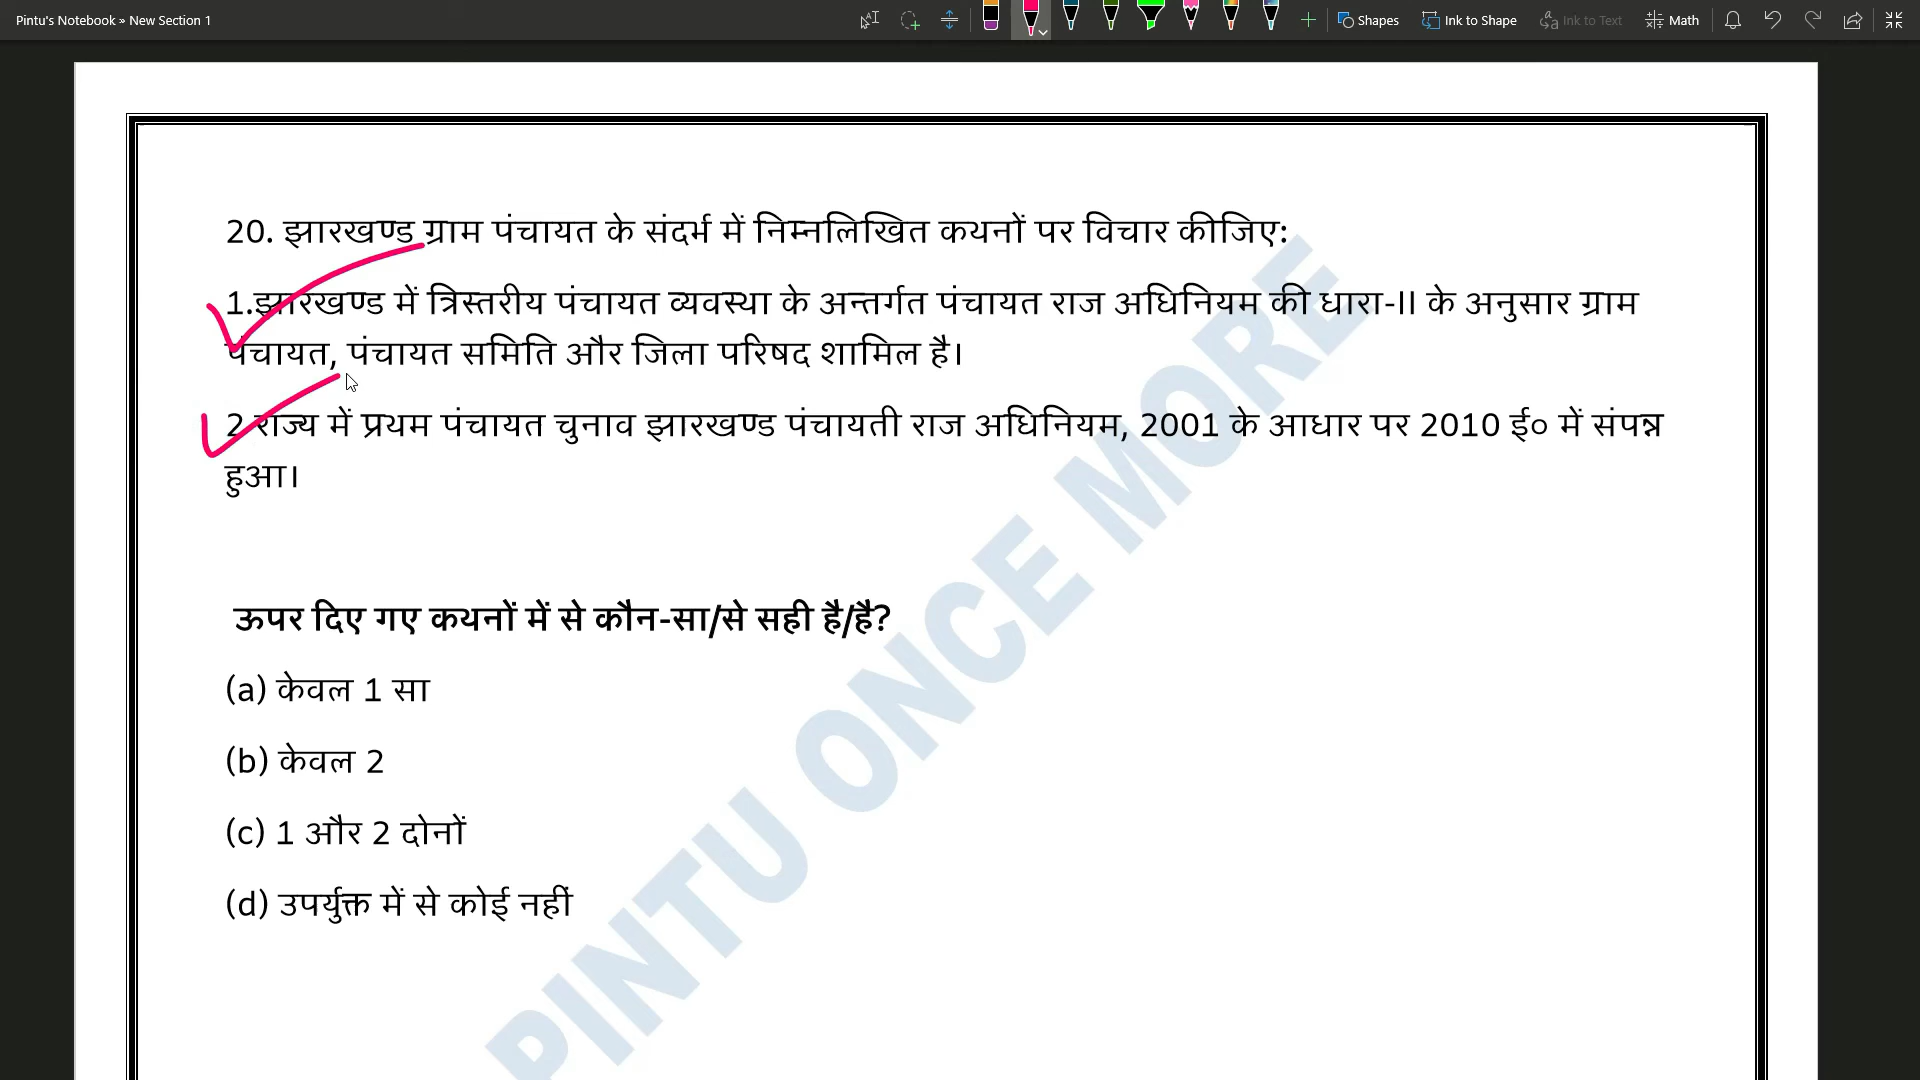 Pintu's Notebook » New Section 1
Shapes
Ink to Shape
Ink to Text
Math
20. झारखण्ड ग्राम पंचायत के संदर्भ में निम्नलिखित कथनों पर विचार कीजिए:
1.झारखण्ड में त्रिस्तरीय पंचायत व्यवस्था के अन्तर्गत पंचायत राज अधिनियम की धारा-II के अनुसार ग्राम
पंचायत, पंचायत समिति और जिला परिषद शामिल है।
2 राज्य में प्रथम पंचायत चुनाव झारखण्ड पंचायती राज अधिनियम, 2001 के आधार पर 2010 ई० में संपन्न
हुआ।
ऊपर दिए गए कथनों में से कौन-सा/से सही है/है?
(a) केवल 1 सा
(b) केवल 2
(c) 1 और 2 दोनों
(d) उपर्युक्त में से कोई नहीं
PINTU ONCE MORE